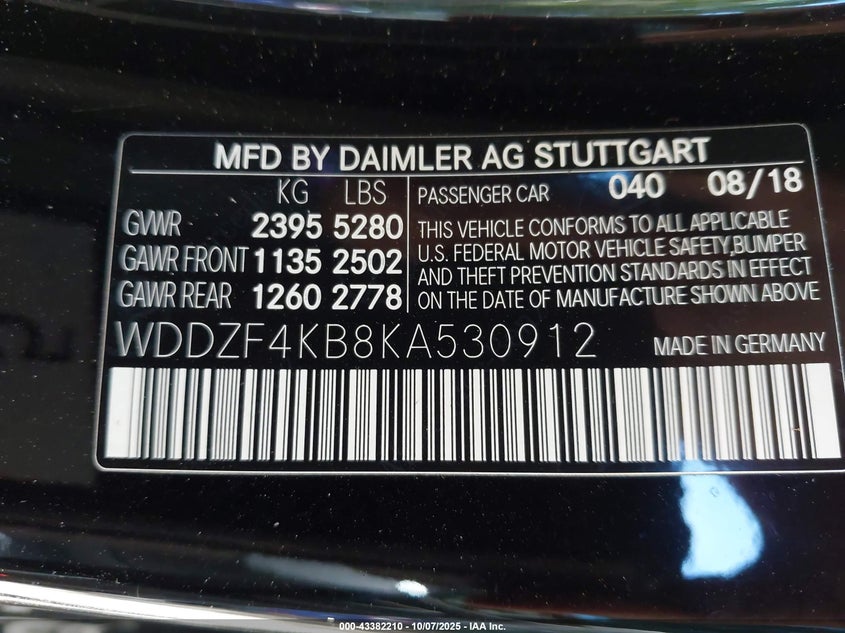 MFD BY DAIMLER AG STUTTGART
KG LBS
GVWR 2395 5280
GAWR FRONT 1135 2502
GAWR REAR 1260 2778
PASSENGER CAR 040 08/18
THIS VEHICLE CONFORMS TO ALL APPLICABLE
U.S. FEDERAL MOTOR VEHICLE SAFETY,BUMPER
AND THEFT PREVENTION STANDARDS IN EFFECT
ON THE DATE OF MANUFACTURE SHOWN ABOVE
WDDZF4KB8KA530912 MADE IN GERMANY
000-43382210 - 10/07/2025 - IAA Inc.